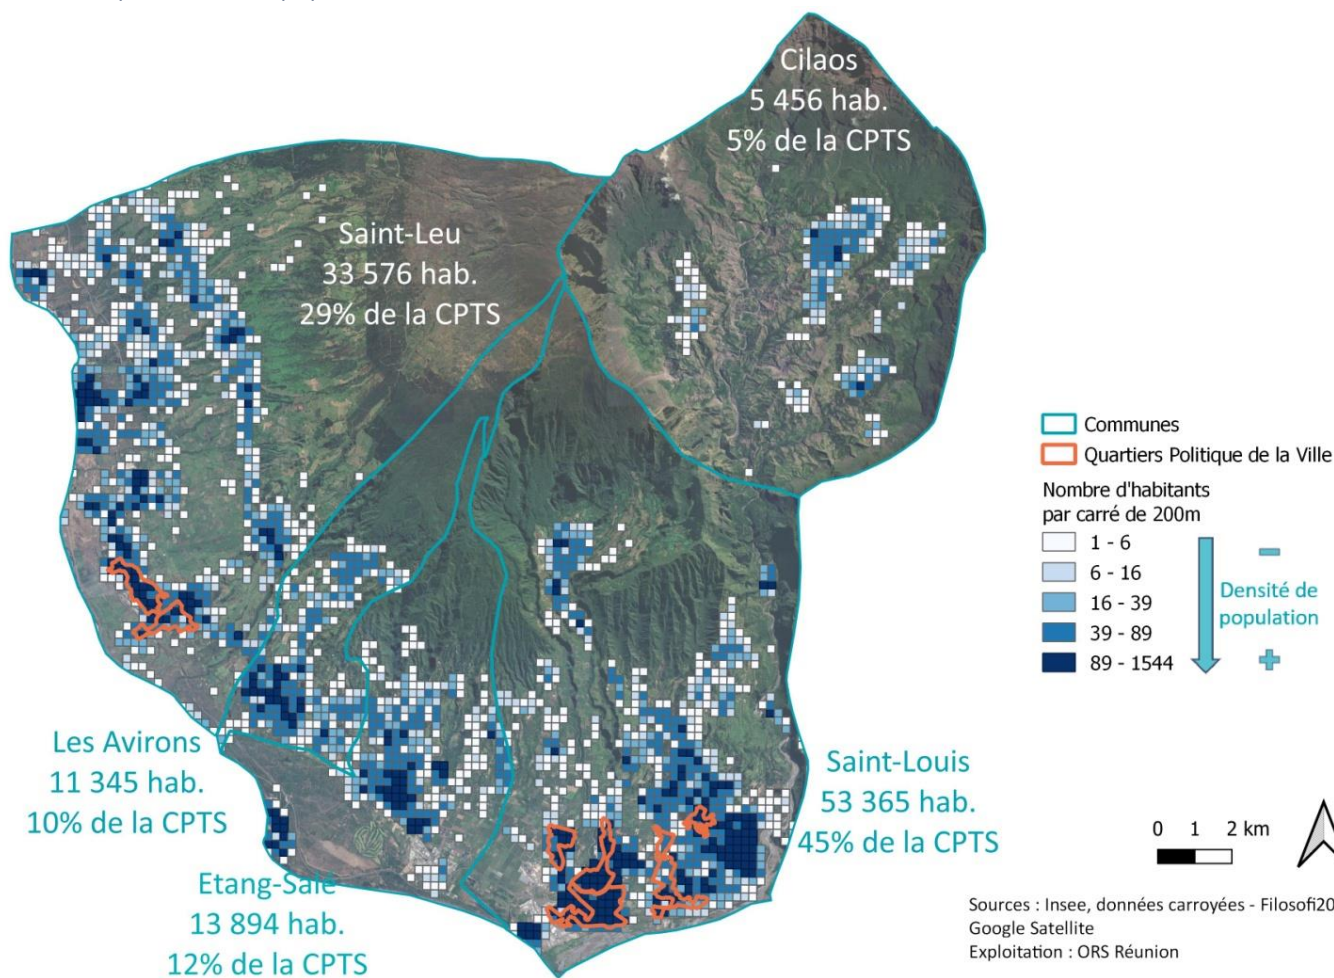 Cilaos
5 456 hab.
5% de la CPTS
Saint-Leu
33 576 hab.
29% de la CPTS
Les Avirons
11 345 hab.
10% de la CPTS
Etang-Salé
13 894 hab.
12% de la CPTS
Saint-Louis
53 365 hab.
45% de la CPTS
Communes
Quartiers Politique de la Ville
Nombre d'habitants
par carré de 200m
1 - 6
6 - 16
16 - 39
39 - 89
89 - 1544
Densité de
population
0 1 2 km
Sources : Insee, données carroyées - Filosofi20
Google Satellite
Exploitation : ORS Réunion